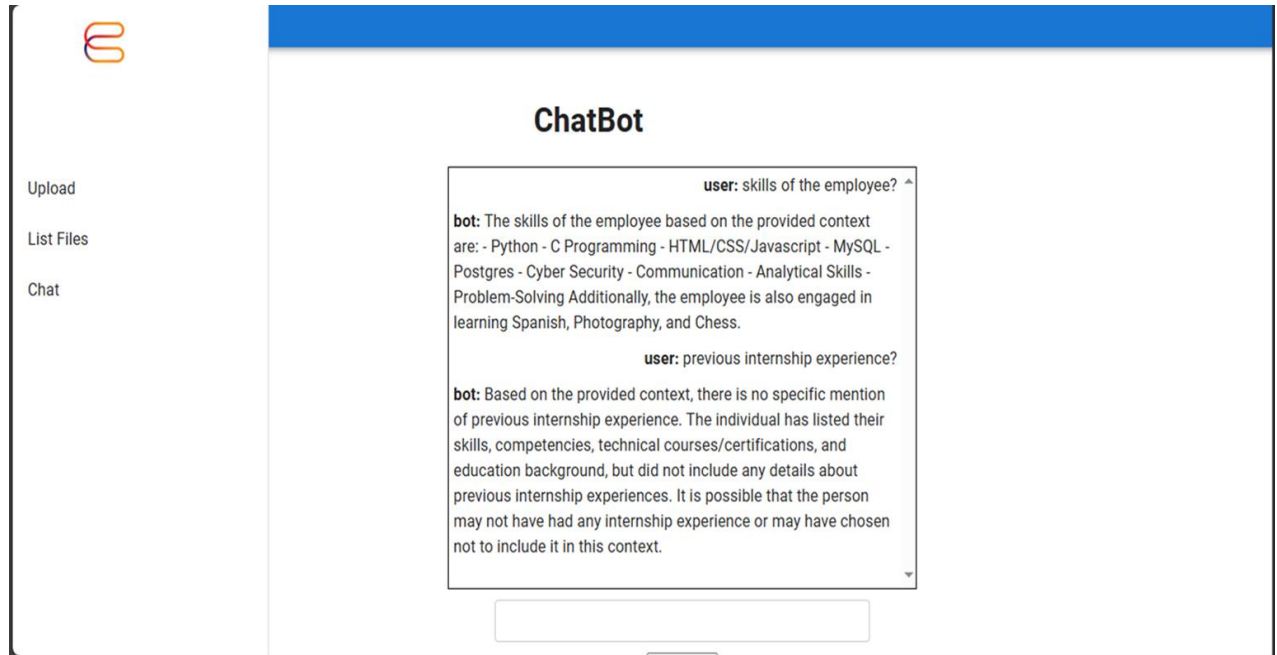 ChatBot
Upload
List Files
Chat
user: skills of the employee?
bot: The skills of the employee based on the provided context
are: - Python - C Programming - HTML/CSS/Javascript - MySQL -
Postgres - Cyber Security - Communication - Analytical Skills -
Problem-Solving Additionally, the employee is also engaged in
learning Spanish, Photography, and Chess.
user: previous internship experience?
bot: Based on the provided context, there is no specific mention
of previous internship experience. The individual has listed their
skills, competencies, technical courses/certifications, and
education background, but did not include any details about
previous internship experiences. It is possible that the person
may not have had any internship experience or may have chosen
not to include it in this context.